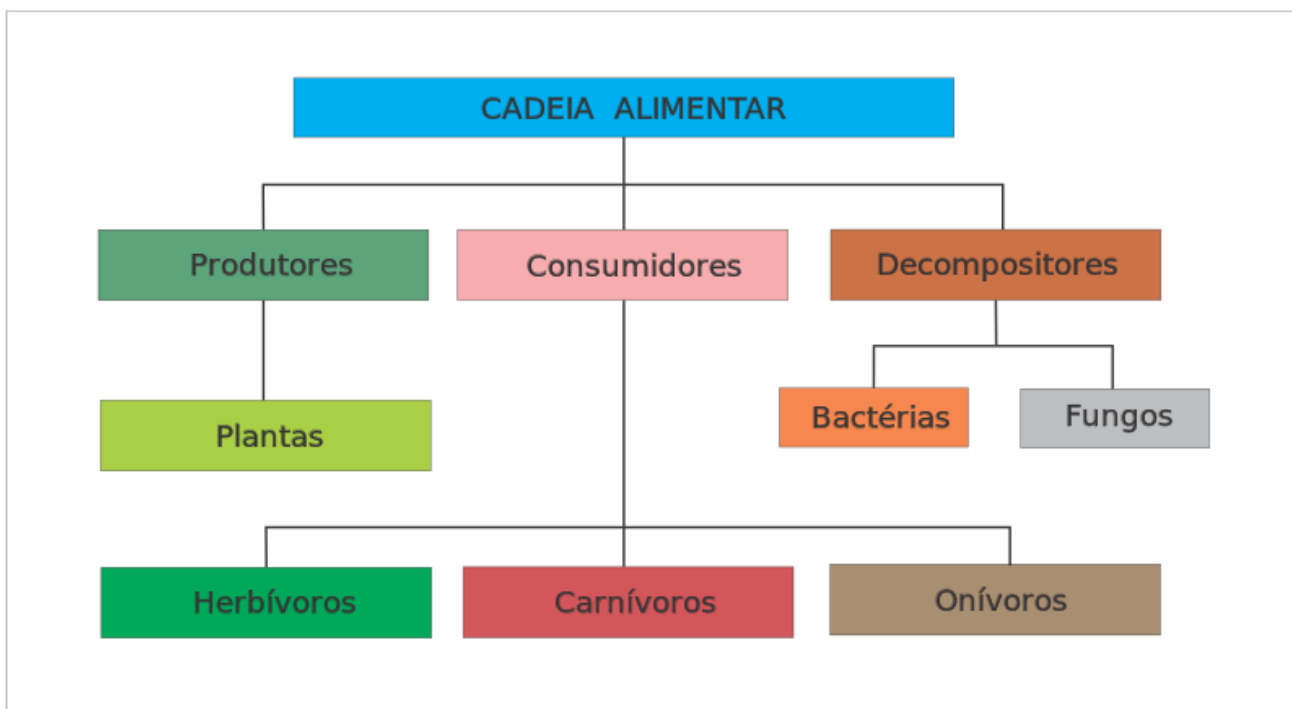 CADEIA ALIMENTAR
Produtores
Consumidores
Decompositores
Plantas
Bactérias
Fungos
Herbívoros
Carnívoros
Onívoros